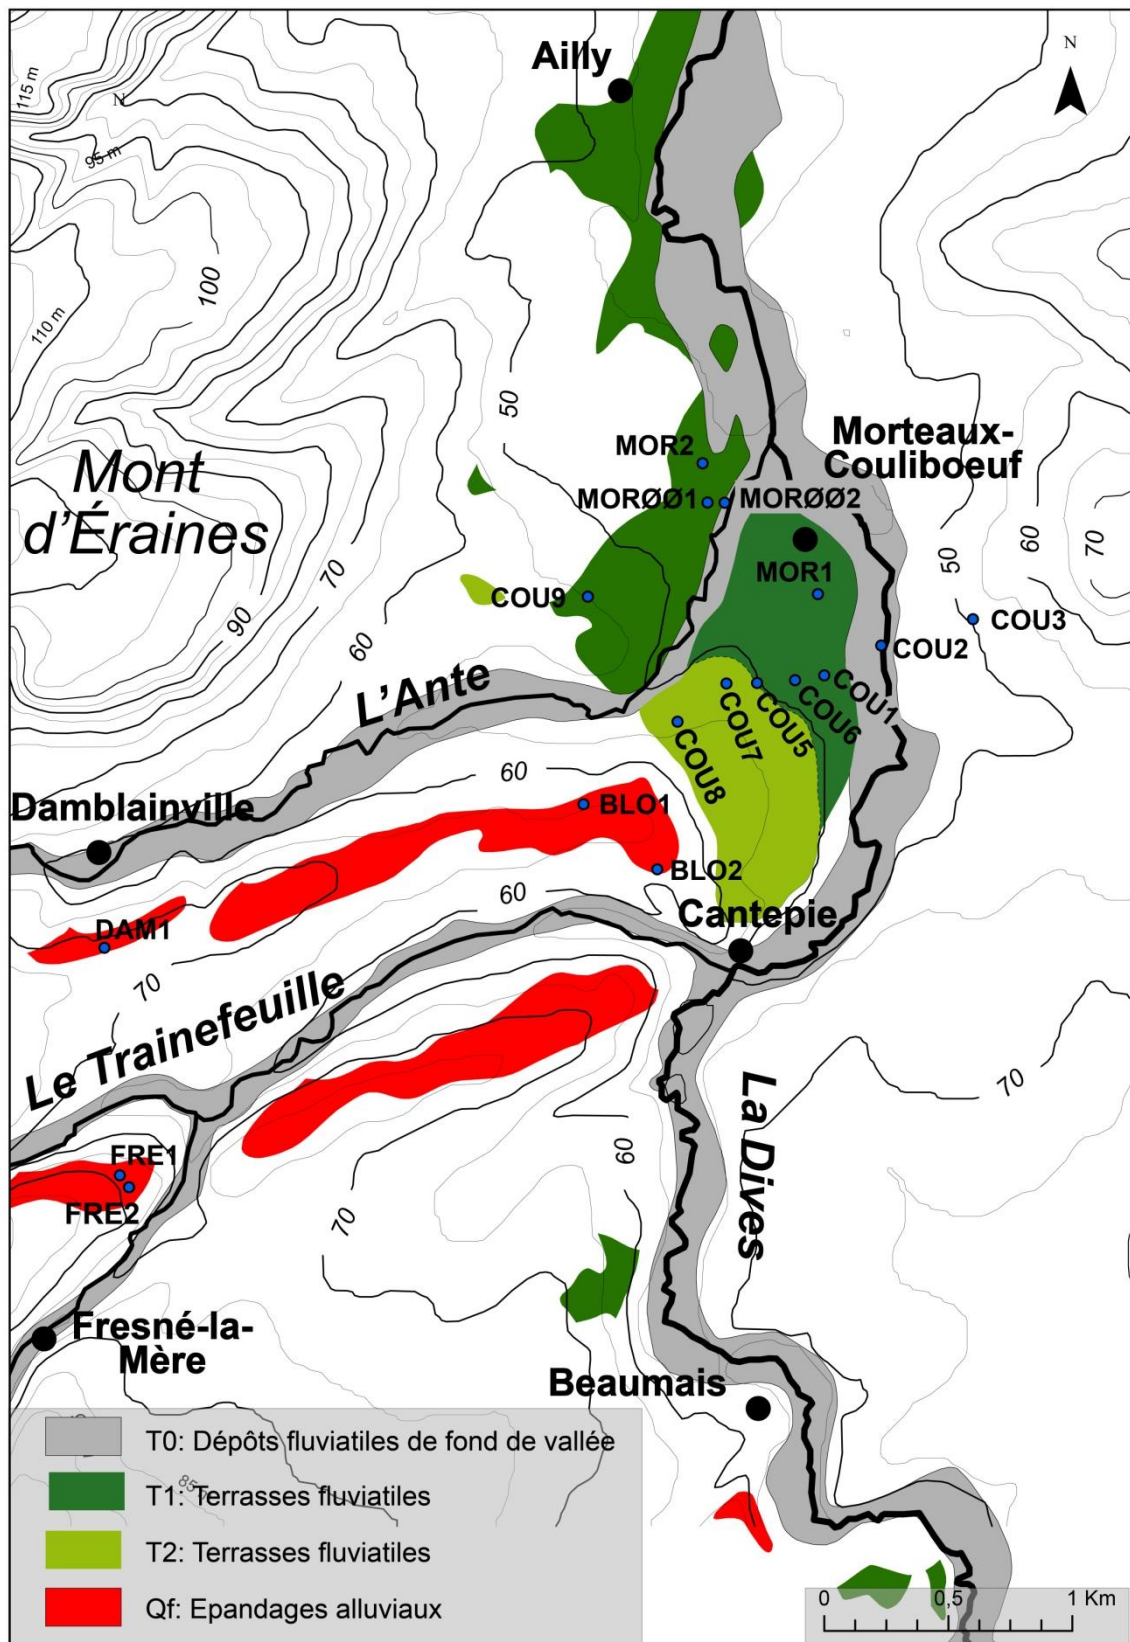 Ailly
N
115 m
N
95 m
100
110 m
50
Mont
d'Éraines
MOR2
Morteaux-
Couliboeuf
MORØØ1
MORØØ2
70
MOR1
50
60
70
COU9
90
60
COU3
COU2
L'Ante
COU1
COU6
COU5
COU7
COU8
60
Damblainville
BLO1
BLO2
60
Cantepie
DAM1
70
Le Trainefeuille
La Dives
70
FRE1
FRE2
60
70
Fresné-la-
Mère
Beaumais
T0: Dépôts fluviatiles de fond de vallée
T1: Terrasses fluviatiles
T2: Terrasses fluviatiles
Qf: Epandages alluviaux
0 0,5 1 Km